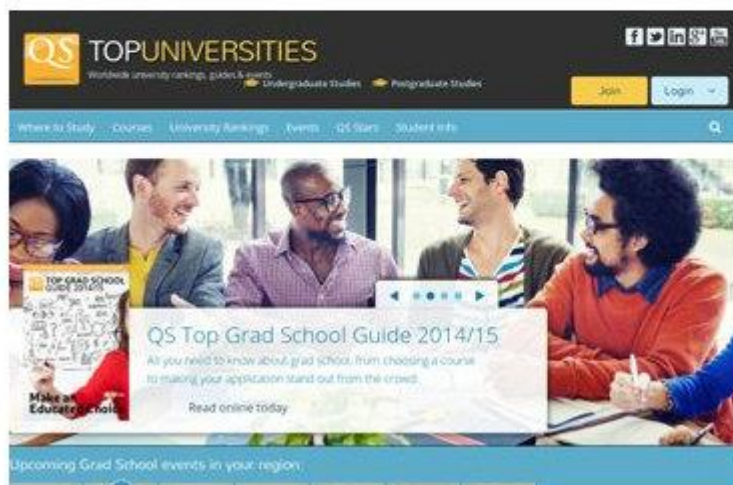 QS TOPUNIVERSITIES
Worldwide university rankings, guides & events
Undergraduate Studies Postgraduate Studies
Join Login
Where to Study Courses University Rankings Events QS Stars Student Info
TOP GRAD SCHOOL
GUIDE 2014/15
Make an
Educated Choice
QS Top Grad School Guide 2014/15
All you need to know about grad school, from choosing a course
to making your application stand out from the crowd.
Read online today
Upcoming Grad School events in your region